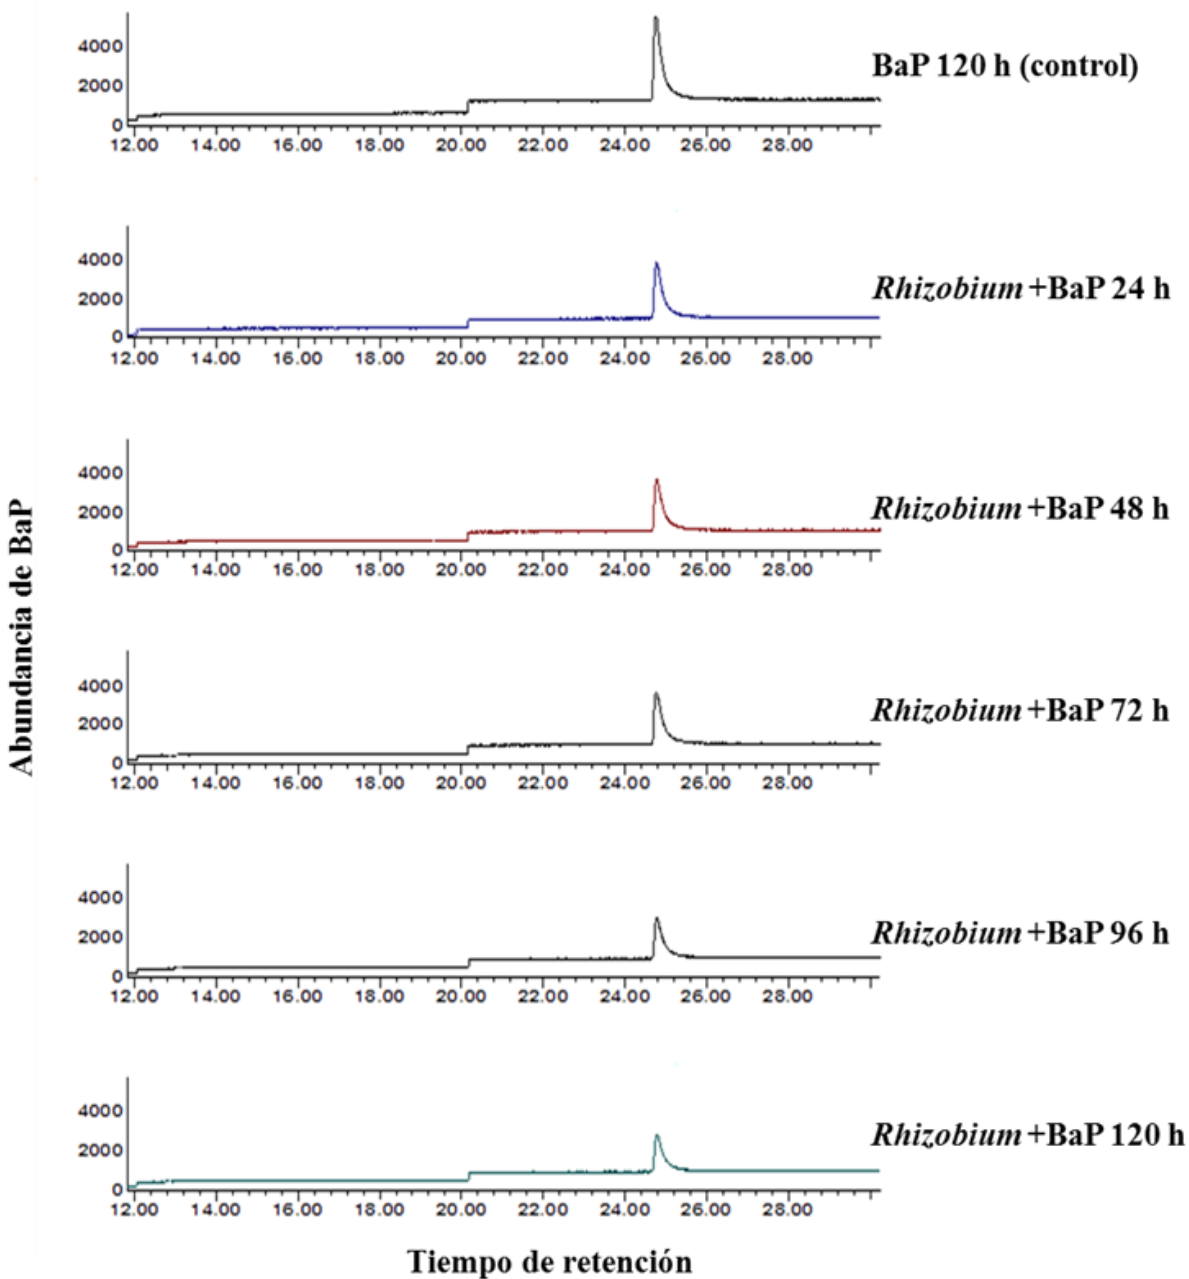 4000
2000
0
12.00 14.00 16.00 18.00 20.00 22.00 24.00 26.00 28.00
BaP 120 h (control)
4000
2000
0
12.00 14.00 16.00 18.00 20.00 22.00 24.00 26.00 28.00
Rhizobium +BaP 24 h
4000
2000
0
12.00 14.00 16.00 18.00 20.00 22.00 24.00 26.00 28.00
Rhizobium +BaP 48 h
4000
2000
0
12.00 14.00 16.00 18.00 20.00 22.00 24.00 26.00 28.00
Rhizobium +BaP 72 h
4000
2000
0
12.00 14.00 16.00 18.00 20.00 22.00 24.00 26.00 28.00
Rhizobium +BaP 96 h
4000
2000
0
12.00 14.00 16.00 18.00 20.00 22.00 24.00 26.00 28.00
Rhizobium +BaP 120 h
Abundancia de BaP
Tiempo de retención